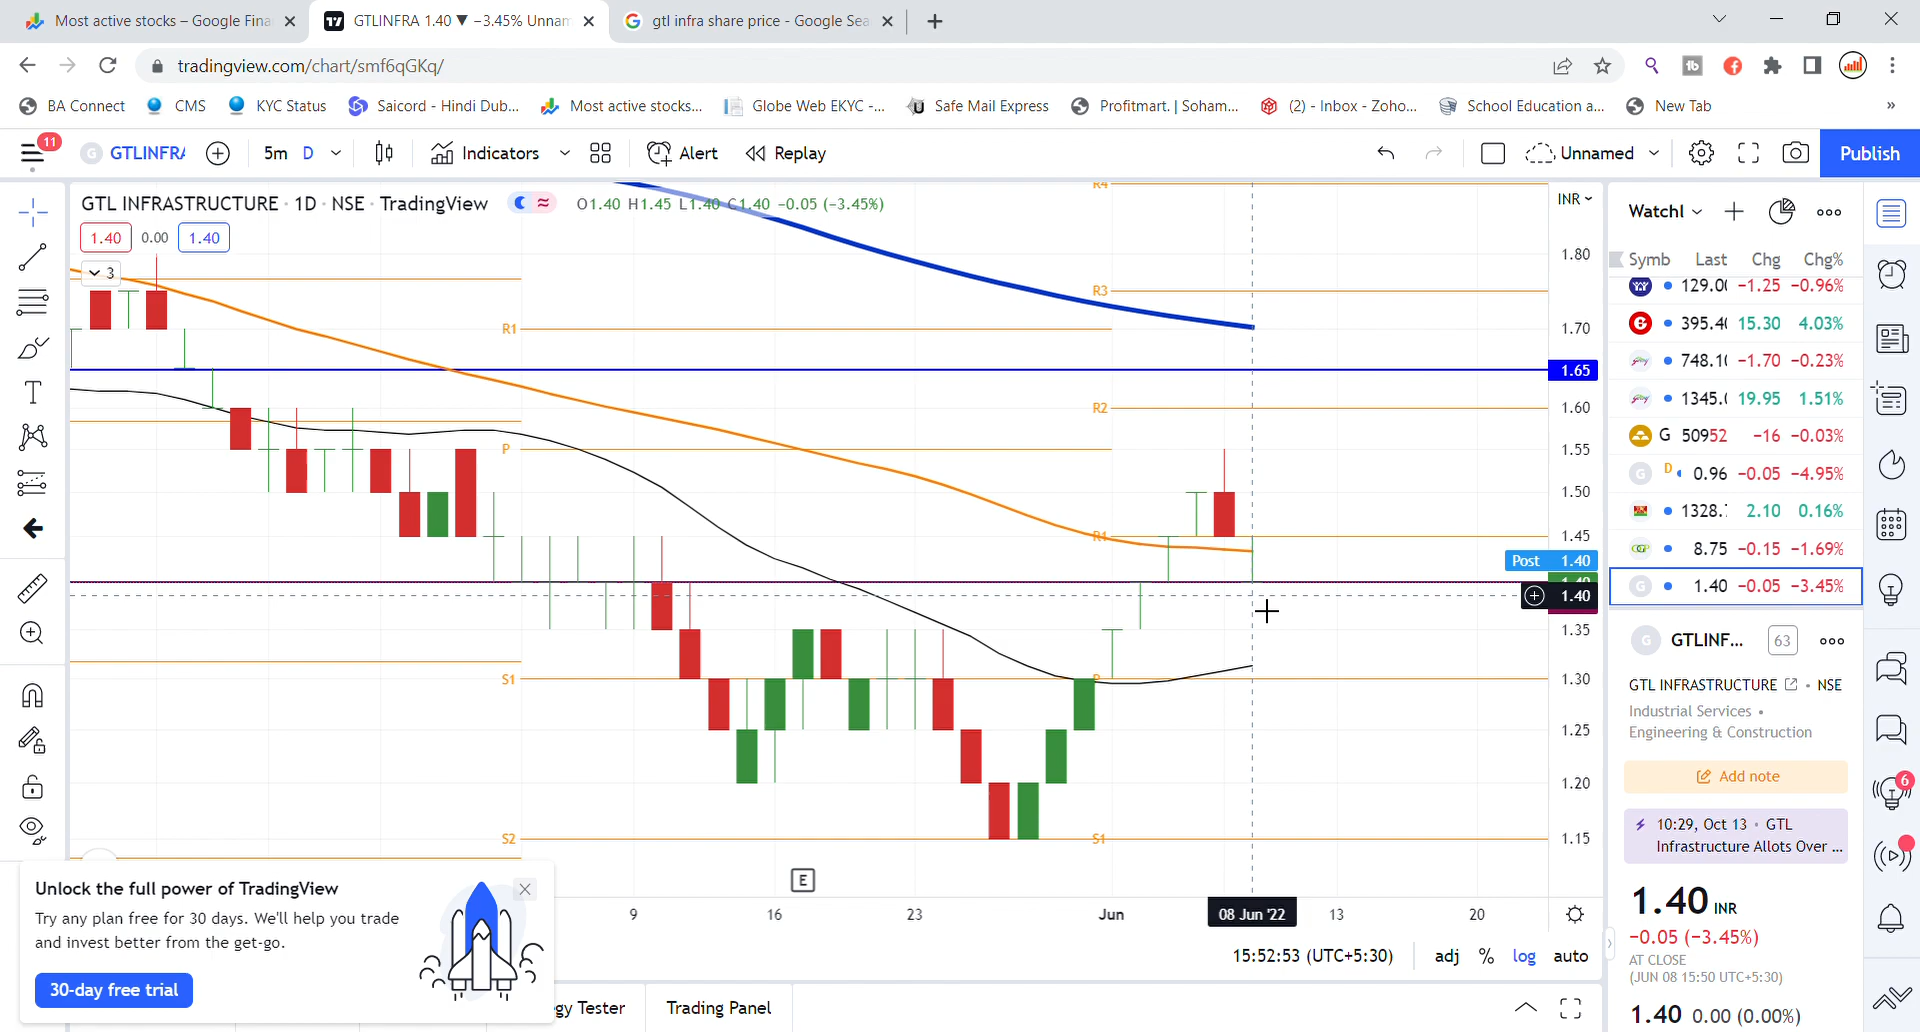 Most active stocks – Google Fina
GTLINFRA 1.40 ▼ −3.45% Unnam
gtl infra share price - Google Sea
tradingview.com/chart/smf6qGKq/
BA Connect
CMS
KYC Status
Saicord - Hindi Dub...
Most active stocks...
Globe Web EKYC -...
Safe Mail Express
Profitmart. | Soham...
(2) - Inbox - Zoho...
School Education a...
New Tab
»
11
GTLINFRA
5m D
Indicators
Alert
Replay
Unnamed
Publish
GTL INFRASTRUCTURE · 1D · NSE · TradingView
O1.40 H1.45 L1.40 C1.40 −0.05 (−3.45%)
1.40 0.00 1.40
3
INR
R4
1.80
R3
R1
1.70
1.65
R2
1.60
P
1.55
1.50
R1
1.45
Post 1.40
1.40
1.40
1.35
S1
P
1.30
1.25
1.20
S2
S1
1.15
E
9 16 23 Jun 08 Jun '22 13 20
15:52:53 (UTC+5:30)
adj % log auto
Unlock the full power of TradingView
Try any plan free for 30 days. We'll help you trade
and invest better from the get-go.
30-day free trial
gy Tester
Trading Panel
Watchl
Symb Last Chg Chg%
129.00 −1.25 −0.96%
395.40 15.30 4.03%
748.10 −1.70 −0.23%
1345.0 19.95 1.51%
G 50952 −16 −0.03%
D 0.96 −0.05 −4.95%
1328.7 2.10 0.16%
8.75 −0.15 −1.69%
1.40 −0.05 −3.45%
GTLINF... 63
GTL INFRASTRUCTURE • NSE
Industrial Services •
Engineering & Construction
Add note
10:29, Oct 13 • GTL
Infrastructure Allots Over ...
1.40 INR
−0.05 (−3.45%)
AT CLOSE
(JUN 08 15:50 UTC+5:30)
1.40 0.00 (0.00%)
6